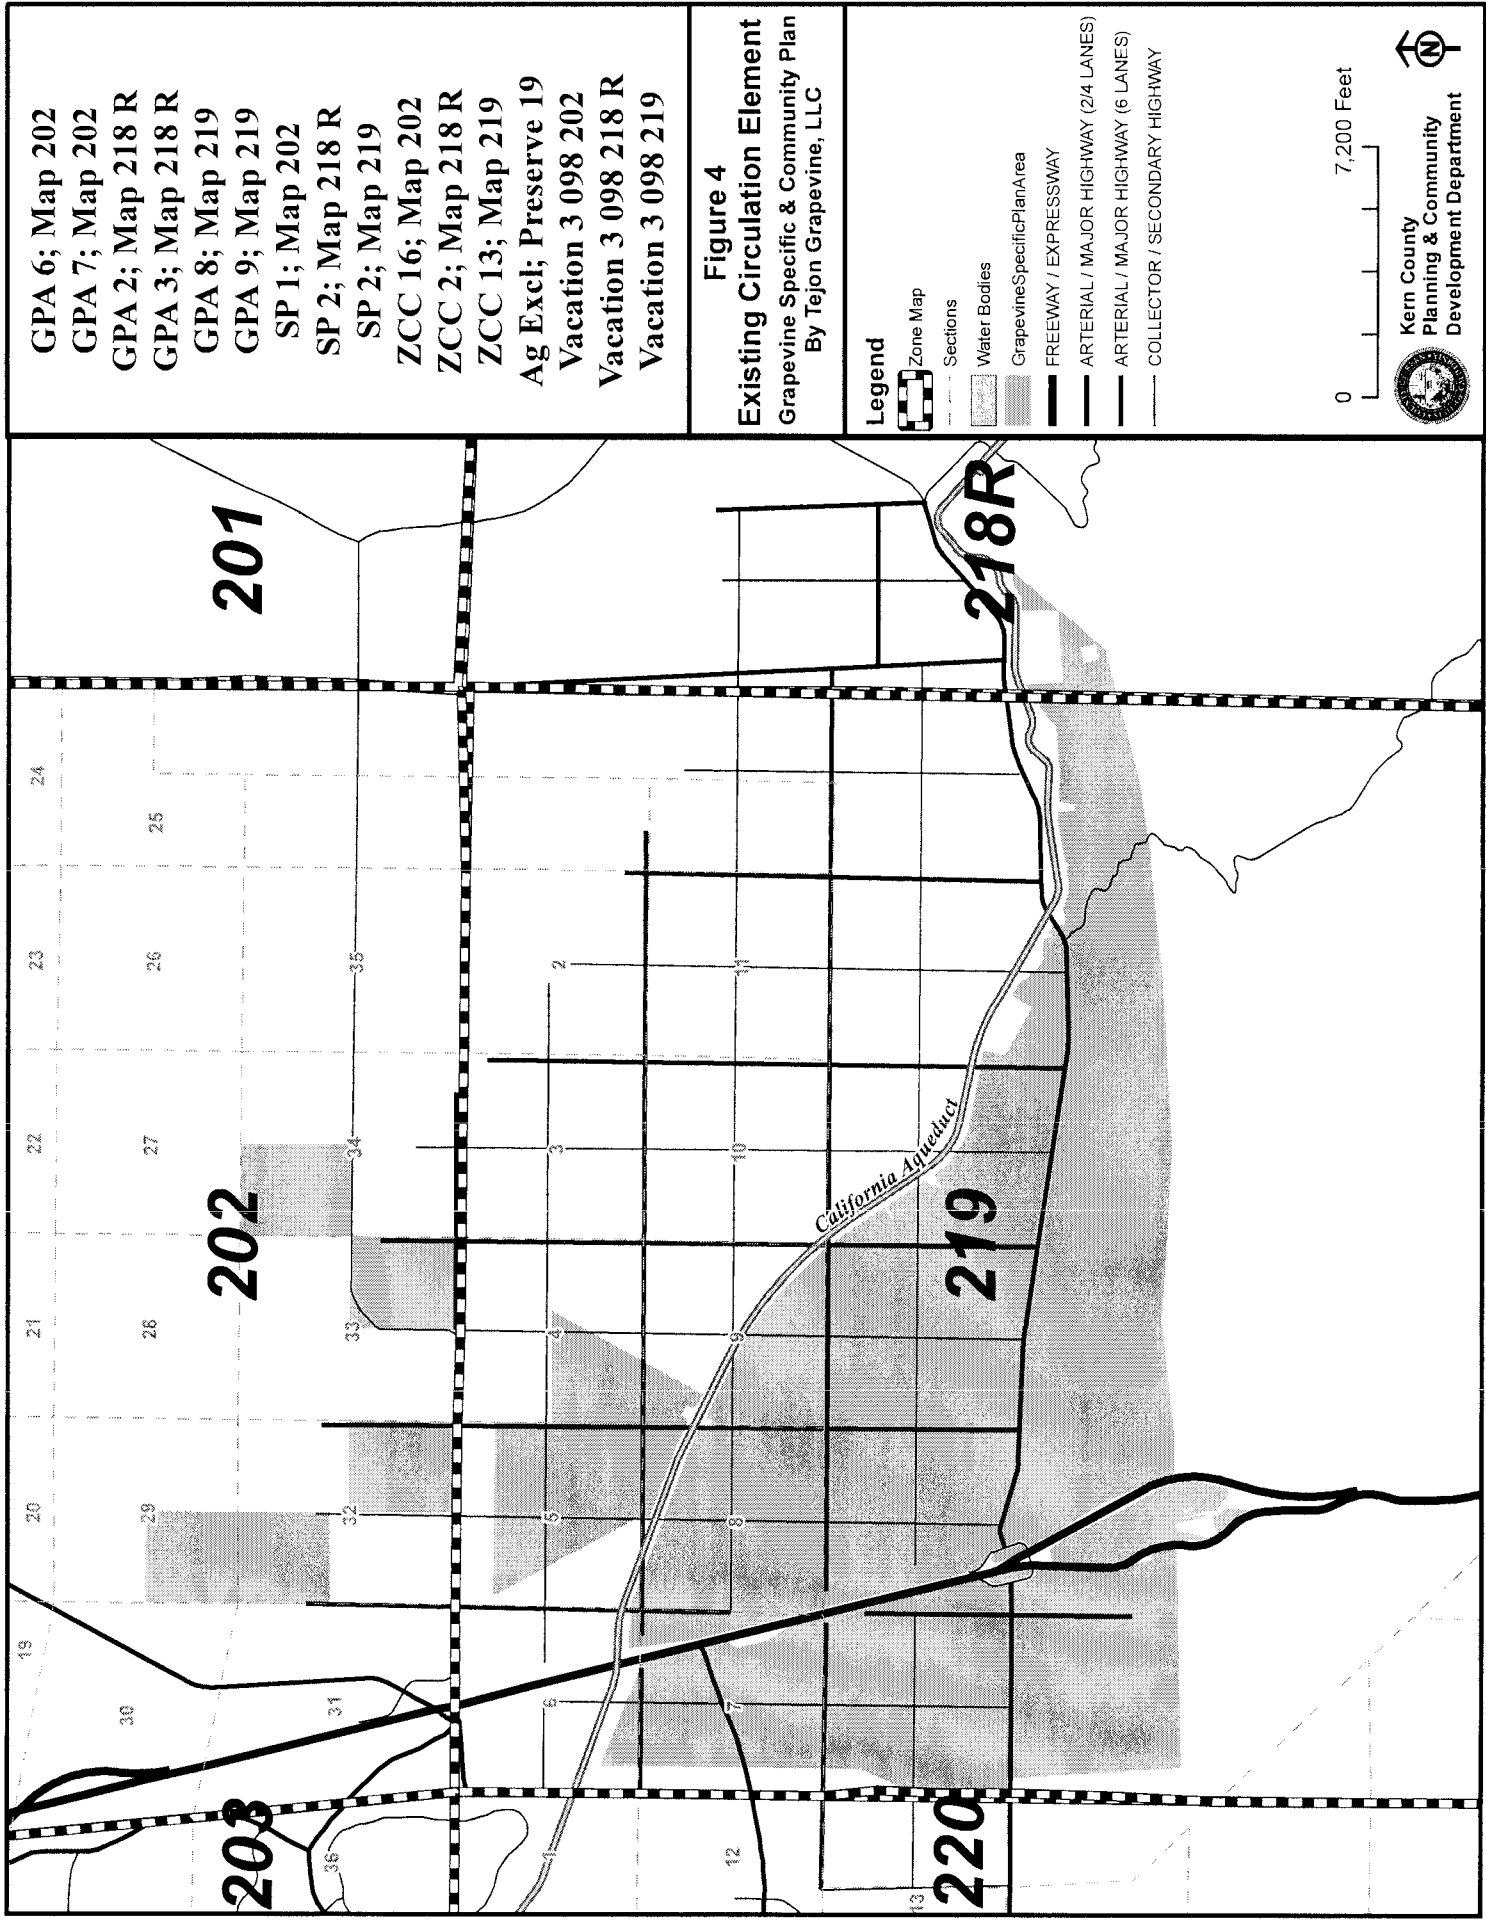 GPA 6; Map 202
GPA 7; Map 202
GPA 2; Map 218 R
GPA 3; Map 218 R
GPA 8; Map 219
GPA 9; Map 219
SP 1; Map 202
SP 2; Map 218 R
SP 2; Map 219
ZCC 16; Map 202
ZCC 2; Map 218 R
ZCC 13; Map 219
Ag Excl; Preserve 19
Vacation 3 098 202
Vacation 3 098 218 R
Vacation 3 098 219
Figure 4
Existing Circulation Element
Grapevine Specific & Community Plan
By Tejon Grapevine, LLC
Legend
Zone Map
Sections
Water Bodies
GrapevineSpecificPlanArea
FREEWAY / EXPRESSWAY
ARTERIAL / MAJOR HIGHWAY (2/4 LANES)
ARTERIAL / MAJOR HIGHWAY (6 LANES)
COLLECTOR / SECONDARY HIGHWAY
0 7,200 Feet
Kern County
Planning & Community
Development Department
N
19 20 21 22 23 24
30 29 28 27 26 25
203 202 201
31 32 33 34 35
36
1 6 5 4 3 2
12 7 8 9 10 11
California Aqueduct
13
220 219 218R